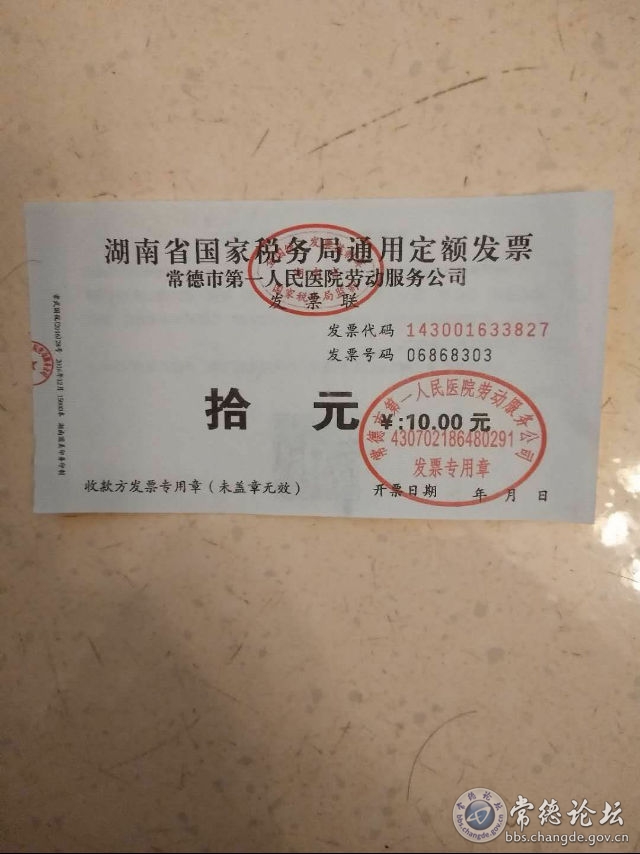 湖南省国家税务局通用定额发票
常德市第一人民医院劳动服务公司
发票联
发票代码 143001633827
发票号码 06868303
拾 元 ¥:10.00 元
常德市第一人民医院劳动服务公司
430702186480291
发票专用章
收款方发票专用章(未盖章无效) 开票日期 年 月 日
常德论坛
bbs.changde.gov.cn